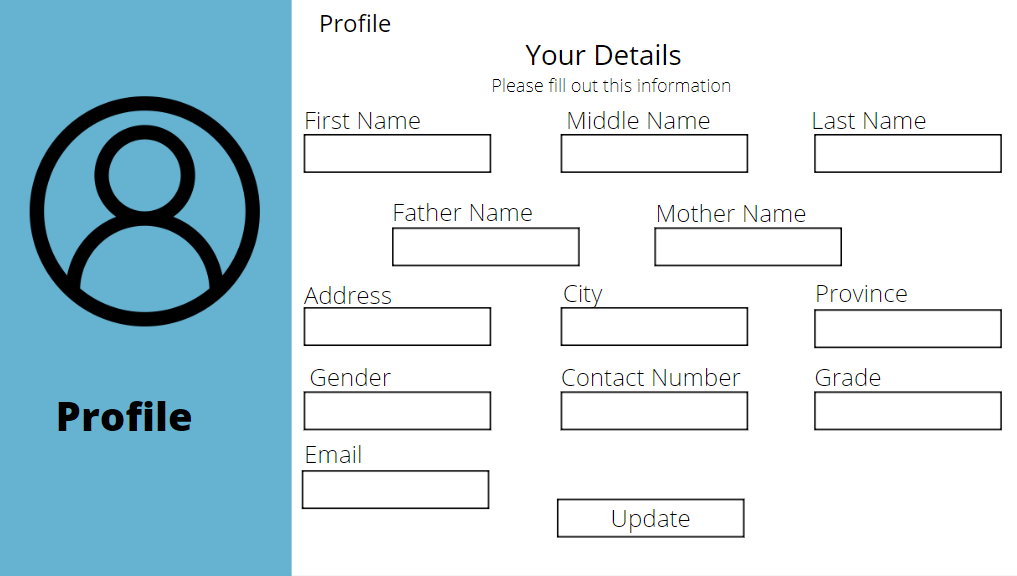 Profile
Your Details
Please fill out this information
First Name Middle Name Last Name
Father Name Mother Name
Address City Province
Gender Contact Number Grade
Profile
Email
Update